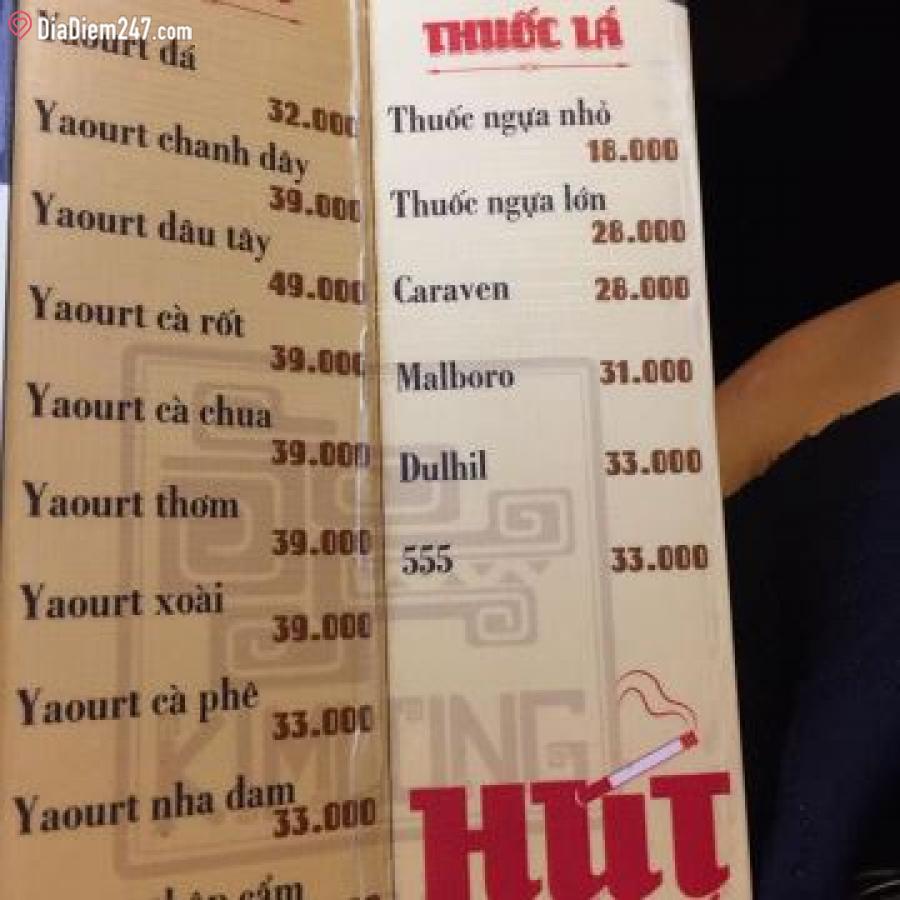 DiaDiem247.com
Yaourt đá
32.000
Yaourt chanh dây
39.000
Yaourt dâu tây
49.000
Yaourt cà rốt
39.000
Yaourt cà chua
39.000
Yaourt thơm
39.000
Yaourt xoài
39.000
Yaourt cà phê
33.000
Yaourt nha đam
33.000
cẩm
THUỐC LÁ
Thuốc ngựa nhỏ
18.000
Thuốc ngựa lớn
28.000
Caraven 28.000
Malboro 31.000
Dulhil 33.000
555 33.000
HÚT